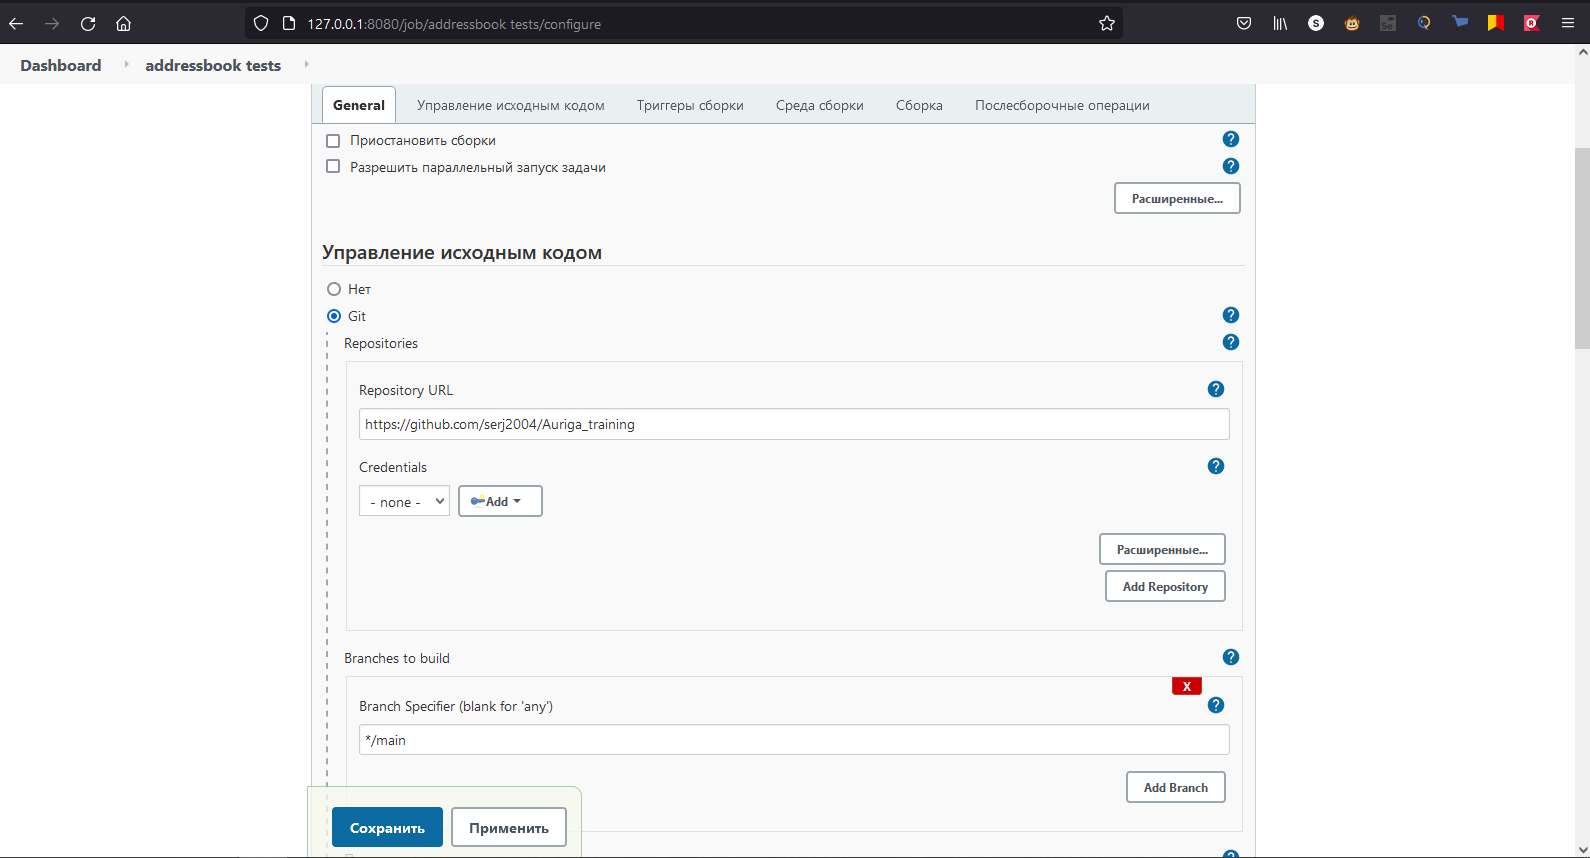 127.0.0.1:8080/job/addressbook tests/configure
S
Se
Dashboard addressbook tests
General Управление исходным кодом Триггеры сборки Среда сборки Сборка Послесборочные операции
Приостановить сборки ?
Разрешить параллельный запуск задачи ?
Расширенные...
Управление исходным кодом
Нет
Git ?
Repositories ?
Repository URL ?
https://github.com/serj2004/Auriga_training
Credentials ?
- none - Add
Расширенные...
Add Repository
Branches to build ?
X
Branch Specifier (blank for 'any') ?
*/main
Add Branch
Сохранить Применить